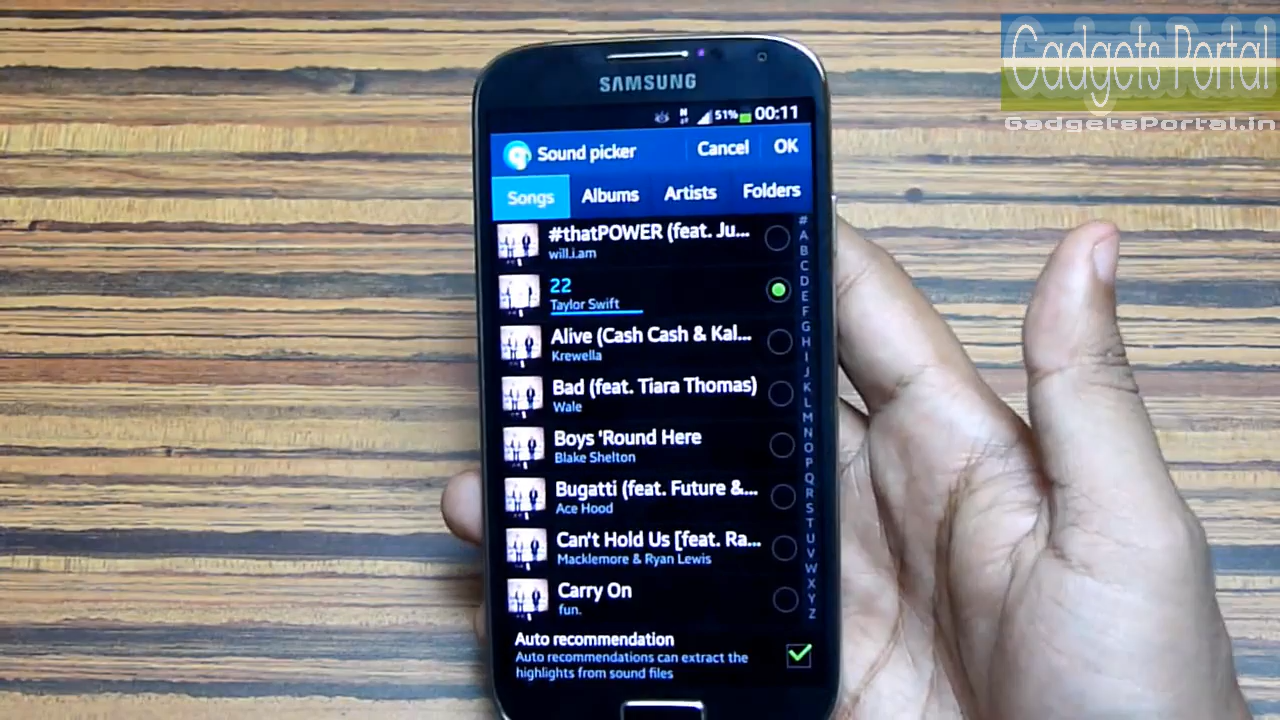 Gadgets Portal
GadgetsPortal.in
SAMSUNG
51% 00:11
Sound picker Cancel OK
Songs Albums Artists Folders
#thatPOWER (feat. Ju...
will.i.am
22
Taylor Swift
Alive (Cash Cash & Kal...
Krewella
Bad (feat. Tiara Thomas)
Wale
Boys 'Round Here
Blake Shelton
Bugatti (feat. Future &...
Ace Hood
Can't Hold Us [feat. Ra...
Macklemore & Ryan Lewis
Carry On
fun.
#
A
B
C
D
E
F
G
H
I
J
K
L
M
N
O
P
Q
R
S
T
U
V
W
X
Y
Z
Auto recommendation
Auto recommendations can extract the
highlights from sound files